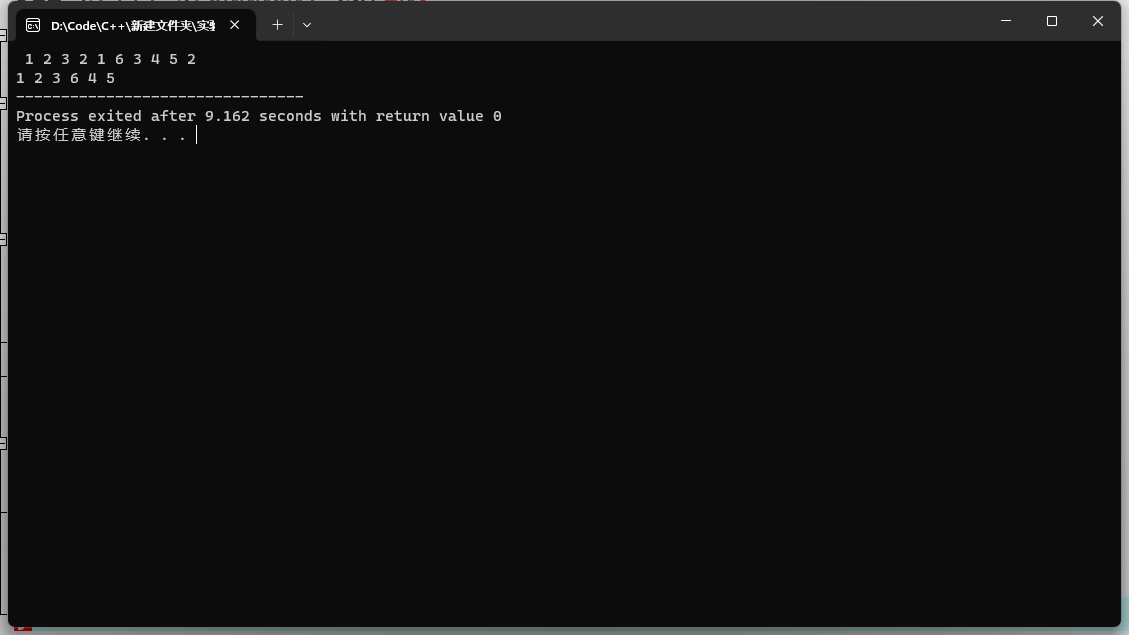 D:\Code\C++\新建文件夹\实
1 2 3 2 1 6 3 4 5 2
1 2 3 6 4 5
--------------------------------
Process exited after 9.162 seconds with return value 0
请按任意键继续. . .